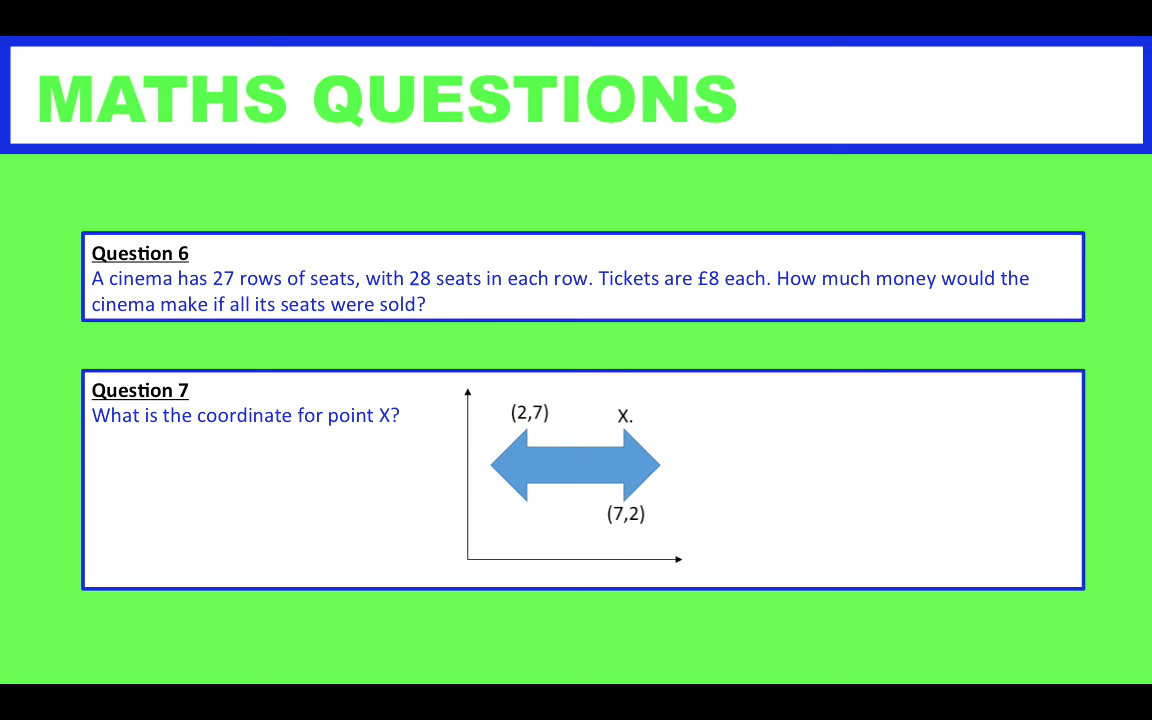 MATHS QUESTIONS
Question 6
A cinema has 27 rows of seats, with 28 seats in each row. Tickets are £8 each. How much money would the
cinema make if all its seats were sold?
Question 7
What is the coordinate for point X?
(2,7)
X.
(7,2)